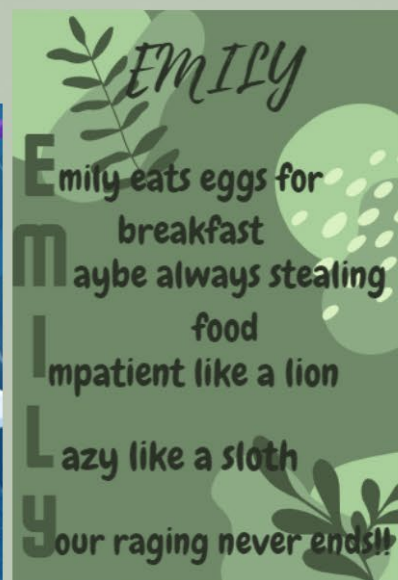 EMILY
Emily eats eggs for
breakfast
Maybe always stealing
food
Impatient like a lion
Lazy like a sloth
Your raging never ends!!